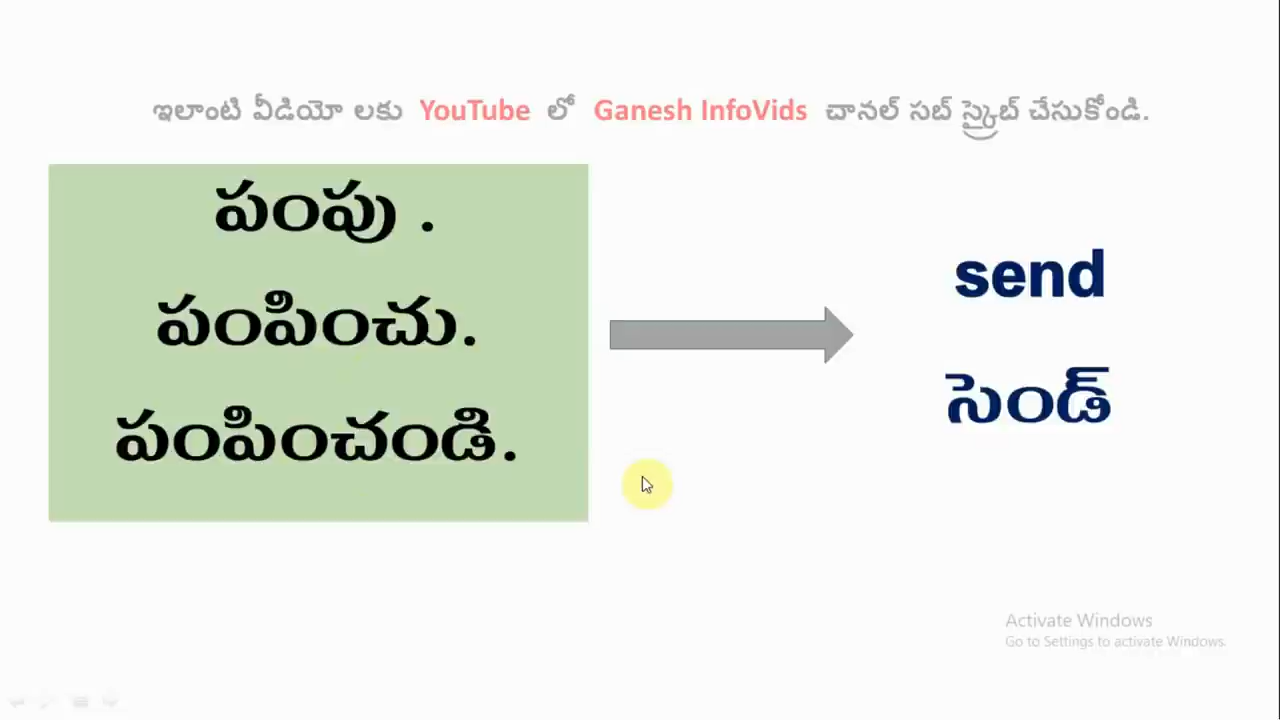 ఇలాంటి వీడియో లకు YouTube లో Ganesh InfoVids చానల్ సబ్ స్క్రైబ్ చేసుకోండి.
పంపు .
పంపించు.
పంపించండి.
send
సెండ్
Activate Windows
Go to Settings to activate Windows.